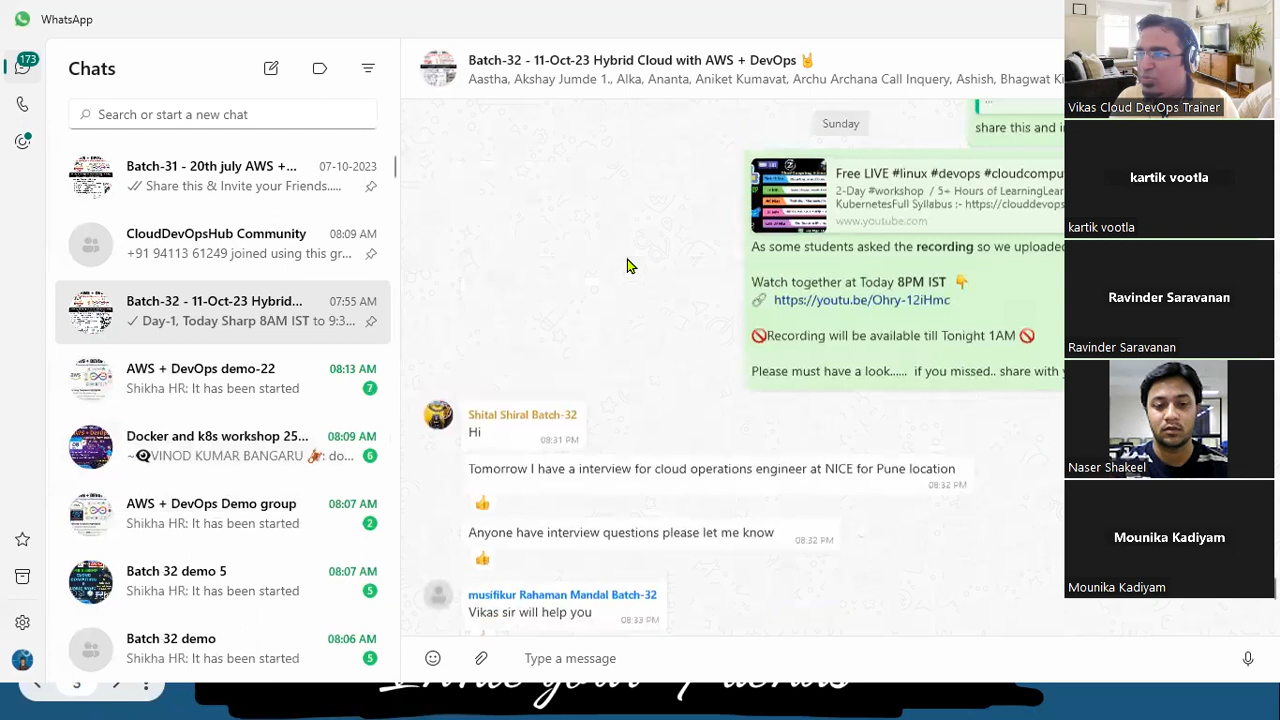 WhatsApp
173
Chats
Search or start a new chat
Batch-31 - 20th july AWS +... 07-10-2023
Share this & Invite your Friends....
CloudDevOpsHub Community 08:09 AM
+91 94113 61249 joined using this gr...
Batch-32 - 11-Oct-23 Hybrid... 07:55 AM
Day-1, Today Sharp 8AM IST to 9:3...
AWS + DevOps demo-22 08:13 AM
Shikha HR: It has been started 7
Docker and k8s workshop 25... 08:09 AM
~👁‍🗨VINOD KUMAR BANGARU 🎻: do... 6
AWS + DevOps Demo group 08:07 AM
Shikha HR: It has been started 2
Batch 32 demo 5 08:07 AM
Shikha HR: It has been started 5
Batch 32 demo 08:06 AM
Shikha HR: It has been started 5
Batch-32 - 11-Oct-23 Hybrid Cloud with AWS + DevOps 🤘
Aastha, Akshay Jumde 1, Alka, Ananta, Aniket Kumavat, Archu Archara Call Inquery, Ashish, Bhagwat Ki
Sunday
share this and in
Free LIVE #linux #devops #cloudcompu
2-Day #workshop / 5+ Hours of LearningLear
KubernetesFull Syllabus :- https://clouddevops
www.youtube.com
As some students asked the recording so we uploaded
Watch together at Today 8PM IST 👇
🔗 https://youtu.be/Ohry-12iHmc
🚫Recording will be available till Tonight 1AM 🚫
Please must have a look...... if you missed.. share with y
Shital Shiral Batch-32
Hi
08:31 PM
Tomorrow I have a interview for cloud operations engineer at NICE for Pune location
08:32 PM
👍
Anyone have interview questions please let me know
08:32 PM
👍
musifikur Rahaman Mandal Batch-32
Vikas sir will help you
08:33 PM
Type a message
3
Invite your Friends
Vikas Cloud DevOps Trainer
kartik vootla
kartik vootla
Ravinder Saravanan
Ravinder Saravanan
Naser Shakeel
Mounika Kadiyam
Mounika Kadiyam